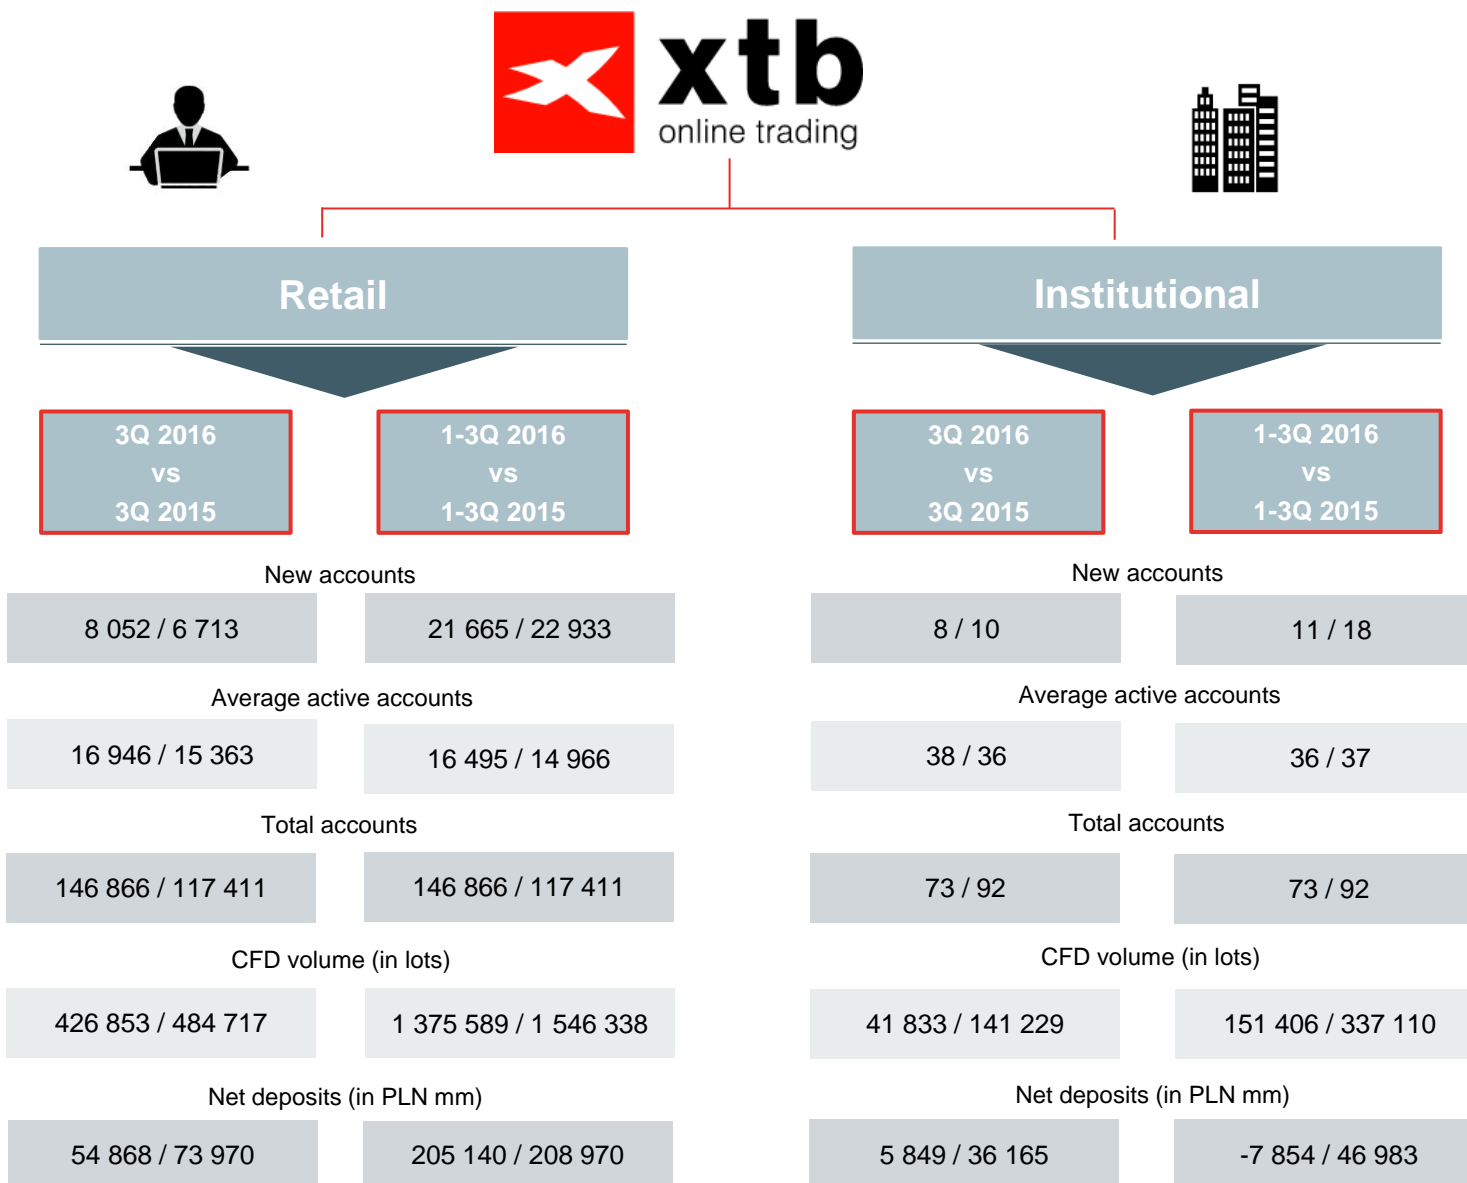 xtb
online trading
Retail
3Q 2016
vs
3Q 2015
1-3Q 2016
vs
1-3Q 2015
New accounts
8 052 / 6 713
21 665 / 22 933
Average active accounts
16 946 / 15 363
16 495 / 14 966
Total accounts
146 866 / 117 411
146 866 / 117 411
CFD volume (in lots)
426 853 / 484 717
1 375 589 / 1 546 338
Net deposits (in PLN mm)
54 868 / 73 970
205 140 / 208 970
Institutional
3Q 2016
vs
3Q 2015
1-3Q 2016
vs
1-3Q 2015
New accounts
8 / 10
11 / 18
Average active accounts
38 / 36
36 / 37
Total accounts
73 / 92
73 / 92
CFD volume (in lots)
41 833 / 141 229
151 406 / 337 110
Net deposits (in PLN mm)
5 849 / 36 165
-7 854 / 46 983